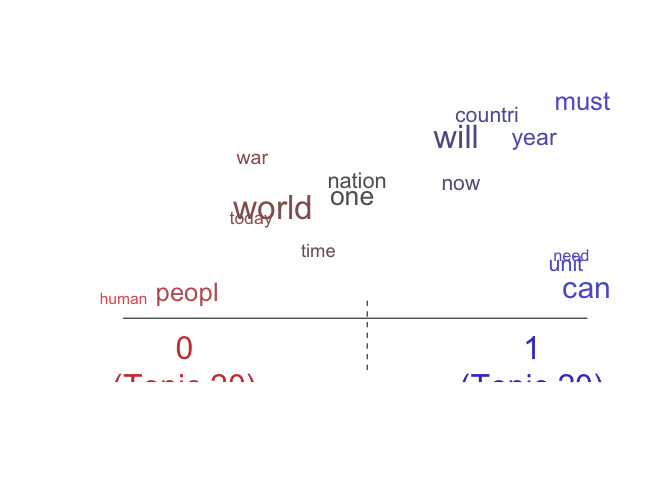 must
countri
will
year
war
nation
now
one
world
today
time
need
unit
can
human
peopl
0
1
(Topic 20)
(Topic 20)